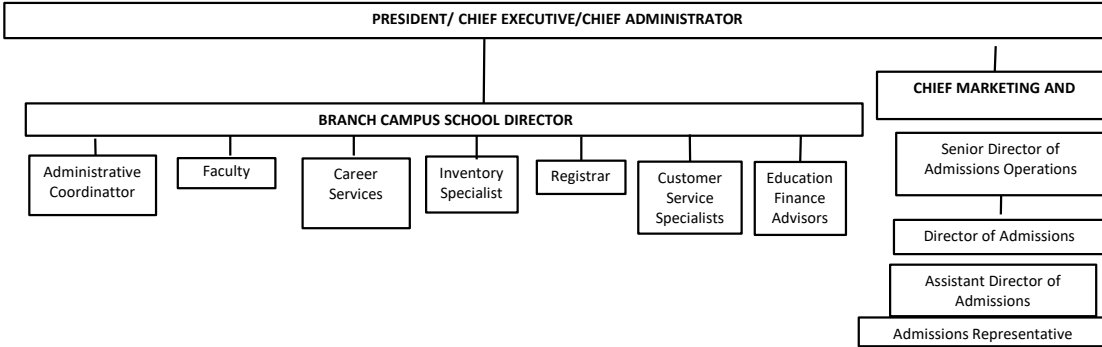 PRESIDENT/ CHIEF EXECUTIVE/CHIEF ADMINISTRATOR
CHIEF MARKETING AND
BRANCH CAMPUS SCHOOL DIRECTOR
Administrative
Coordinattor
Faculty
Career
Services
Inventory
Specialist
Registrar
Customer
Service
Specialists
Education
Finance
Advisors
Senior Director of
Admissions Operations
Director of Admissions
Assistant Director of
Admissions
Admissions Representative